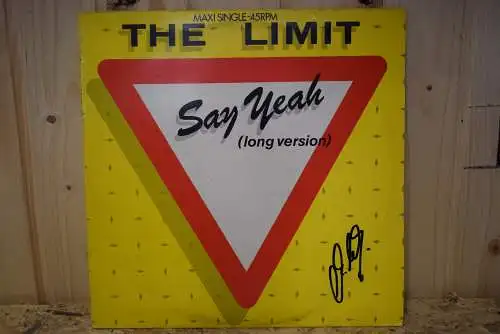 MAXI SINGLE-45RPM
THE LIMIT
Say Yeah
(long version)